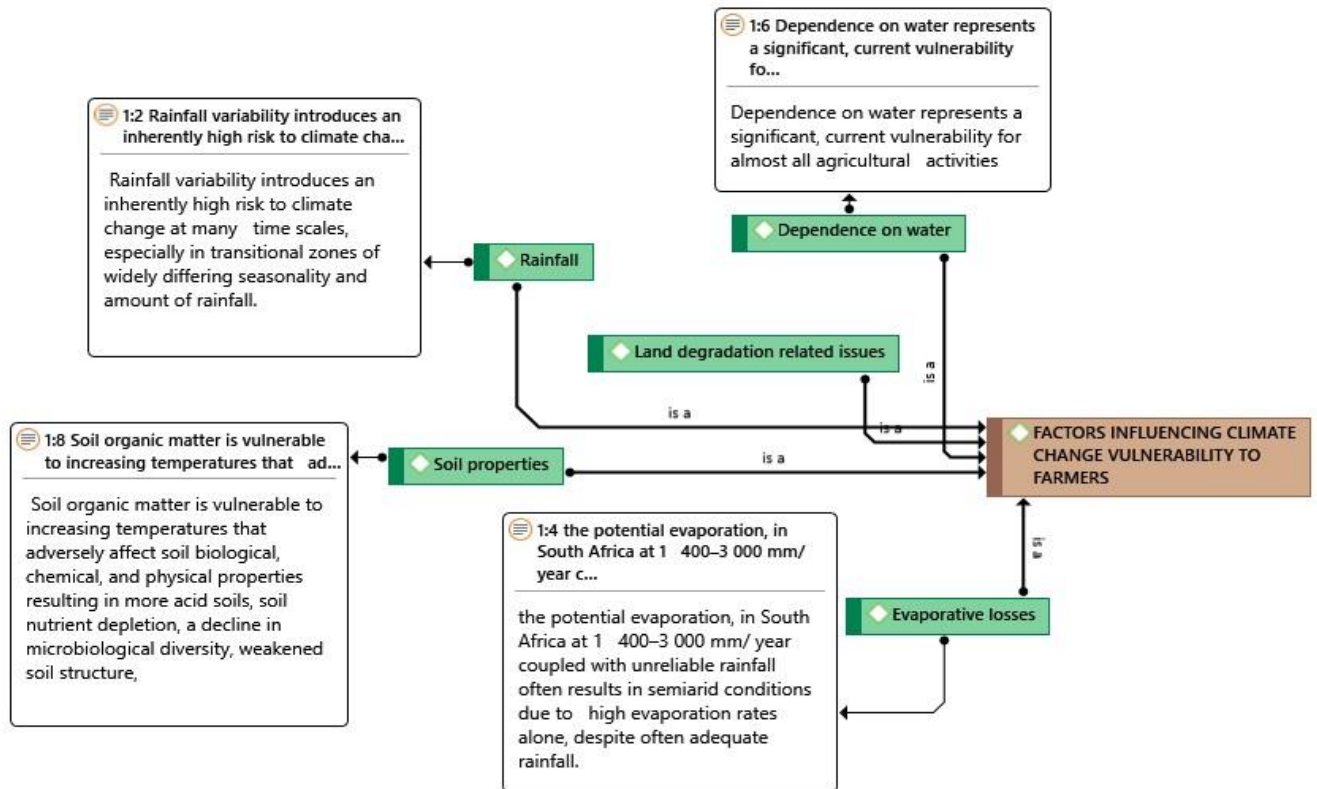 1:6 Dependence on water represents
a significant, current vulnerability
fo...
Dependence on water represents a
significant, current vulnerability for
almost all agricultural activities
1:2 Rainfall variability introduces an
inherently high risk to climate cha...
Rainfall variability introduces an
inherently high risk to climate
change at many time scales,
especially in transitional zones of
widely differing seasonality and
amount of rainfall.
Dependence on water
Rainfall
Land degradation related issues
is a
is a
is a
FACTORS INFLUENCING CLIMATE
CHANGE VULNERABILITY TO
FARMERS
1:8 Soil organic matter is vulnerable
to increasing temperatures that ad...
Soil organic matter is vulnerable to
increasing temperatures that
adversely affect soil biological,
chemical, and physical properties
resulting in more acid soils, soil
nutrient depletion, a decline in
microbiological diversity, weakened
soil structure,
Soil properties
is a
1:4 the potential evaporation, in
South Africa at 1 400–3 000 mm/
year c...
the potential evaporation, in South
Africa at 1 400–3 000 mm/ year
coupled with unreliable rainfall
often results in semiarid conditions
due to high evaporation rates
alone, despite often adequate
rainfall.
is a
Evaporative losses